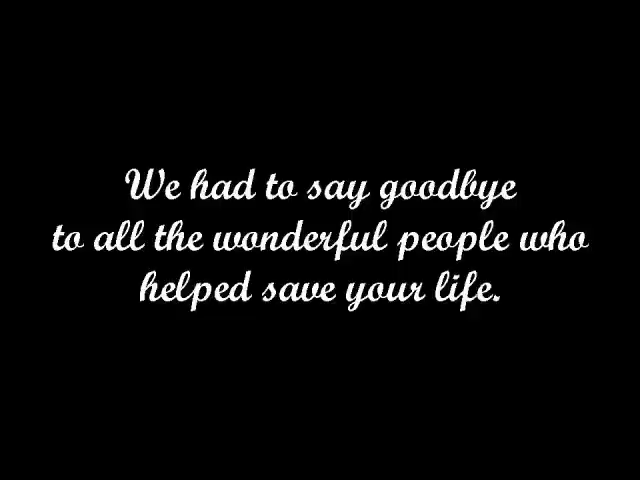 We had to say goodbye
to all the wonderful people who
helped save your life.